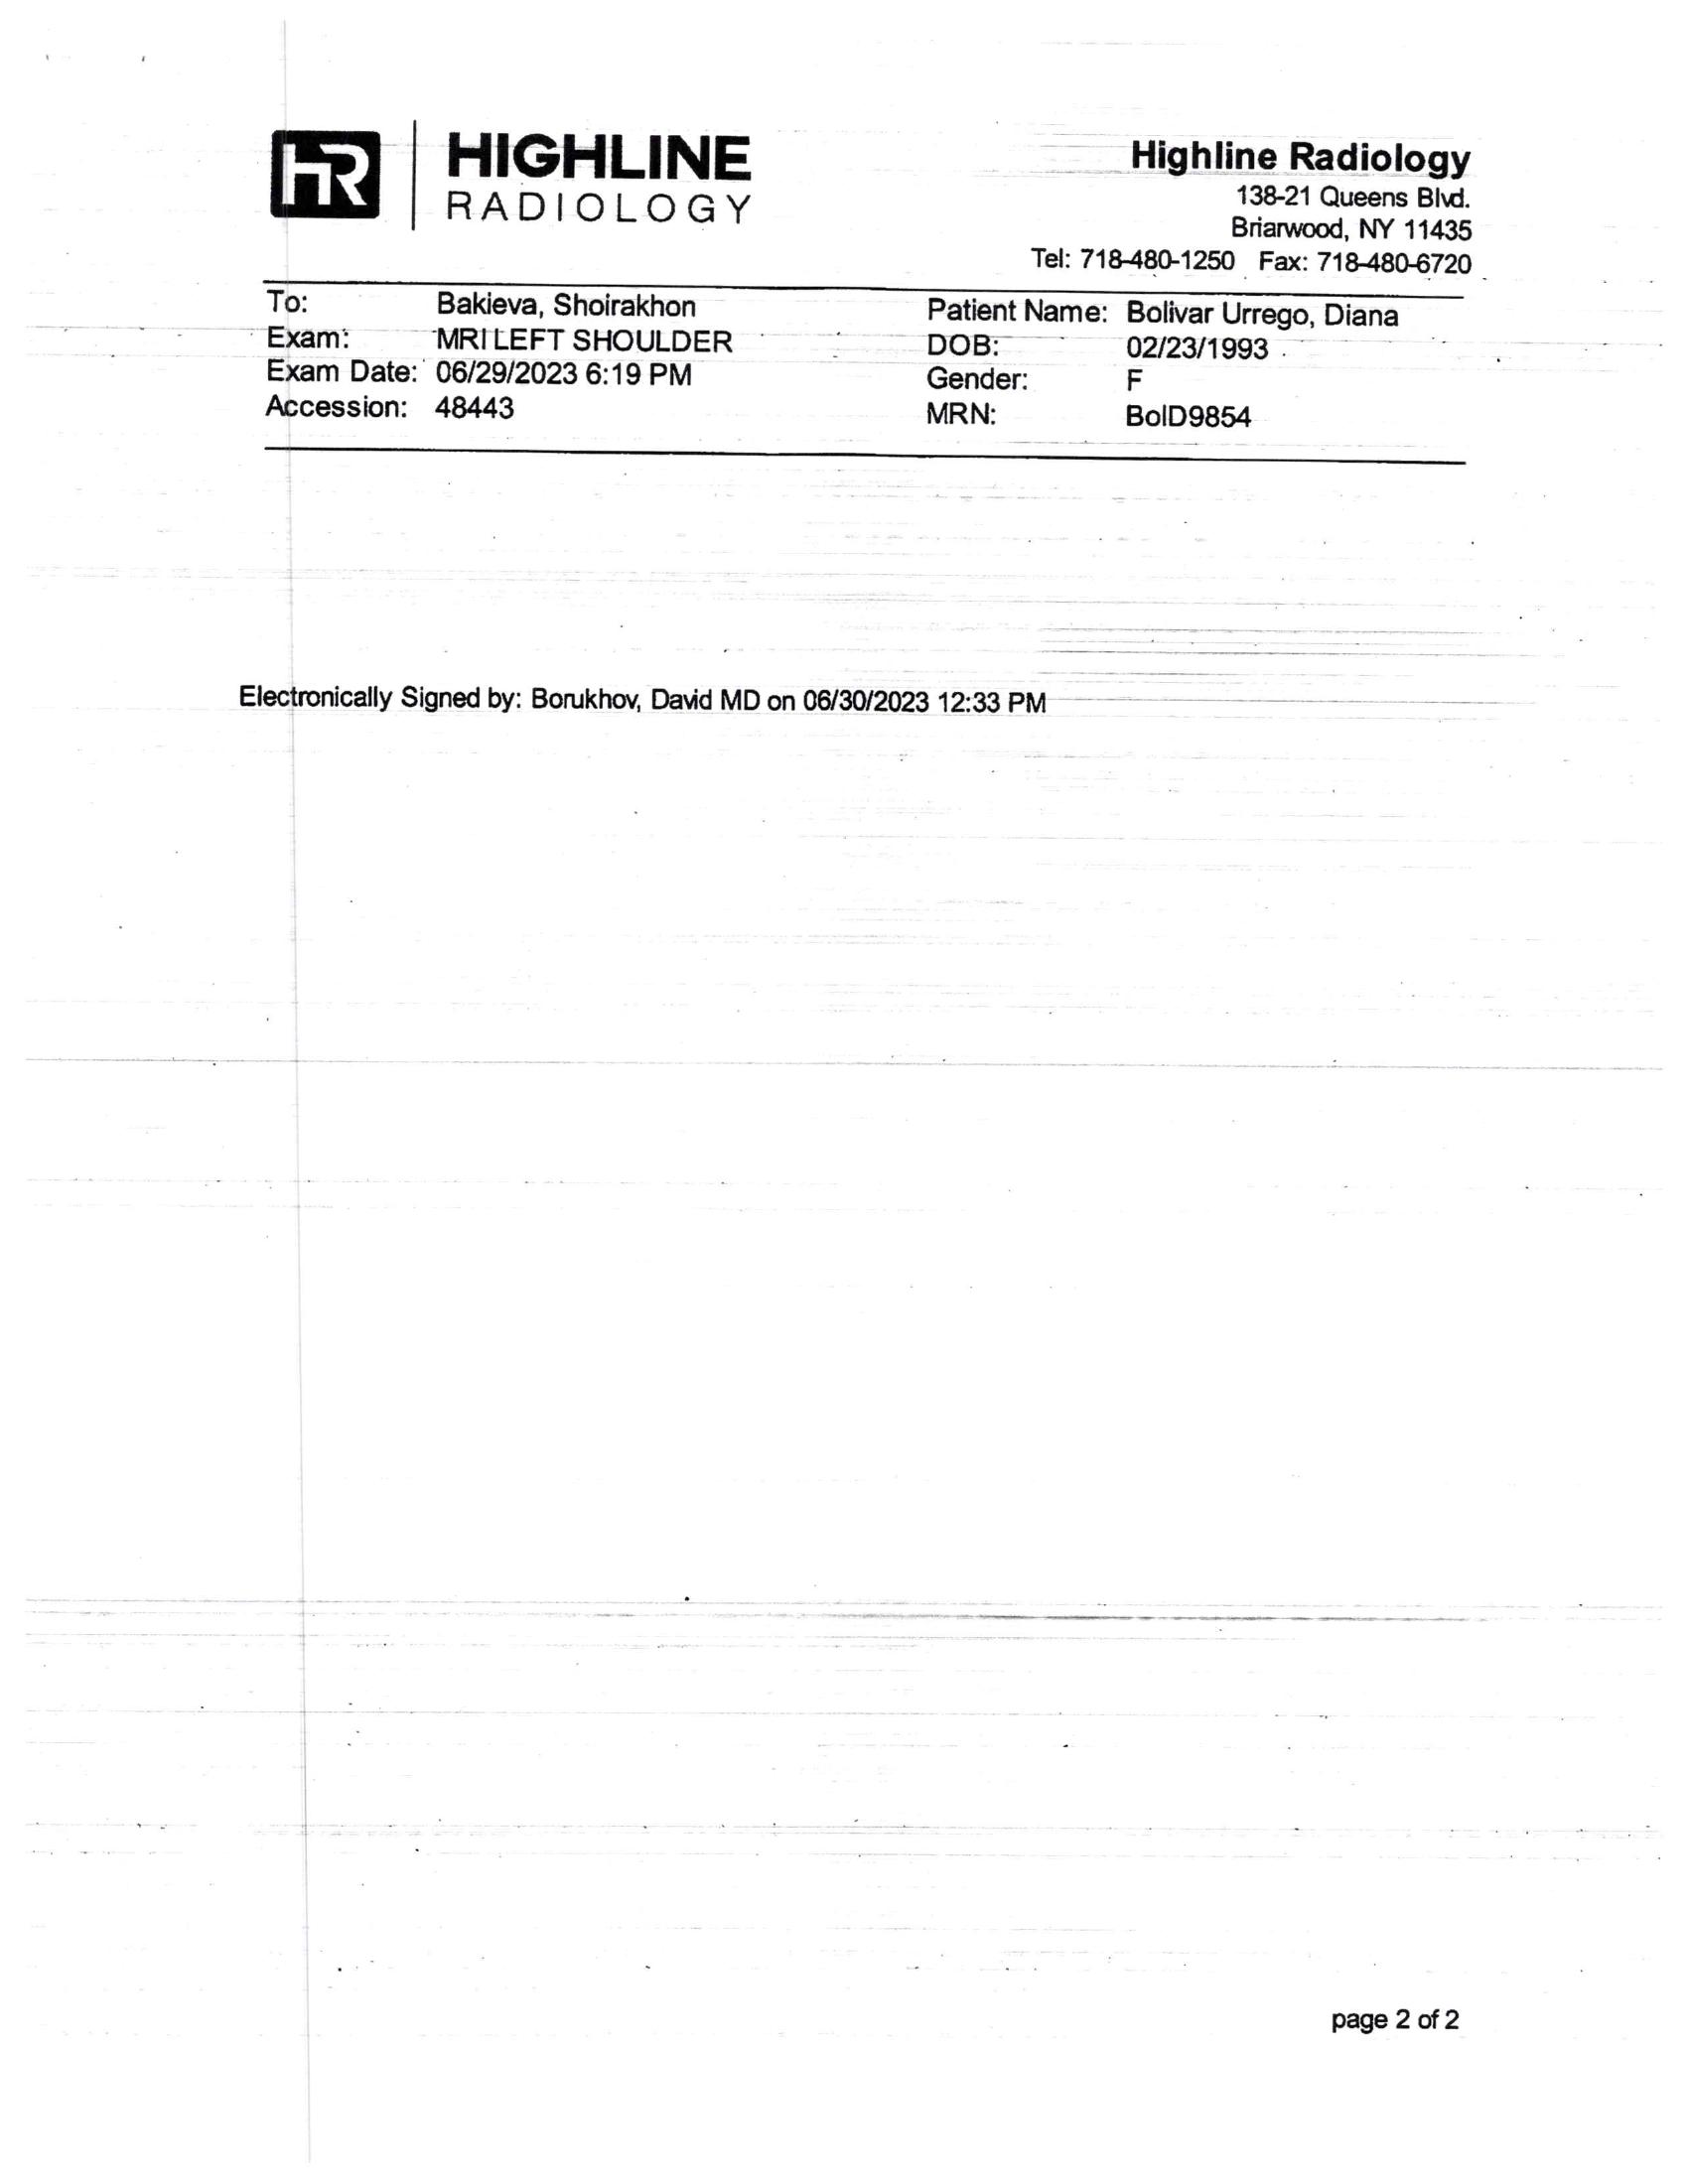 HR
HIGHLINE
RADIOLOGY
Highline Radiology
138-21 Queens Blvd.
Briarwood, NY 11435
Tel: 718-480-1250 Fax: 718-480-6720
To: Bakieva, Shoirakhon Patient Name: Bolivar Urrego, Diana
Exam: MRI LEFT SHOULDER DOB: 02/23/1993
Exam Date: 06/29/2023 6:19 PM Gender: F
Accession: 48443 MRN: BolD9854
Electronically Signed by: Borukhov, David MD on 06/30/2023 12:33 PM
page 2 of 2